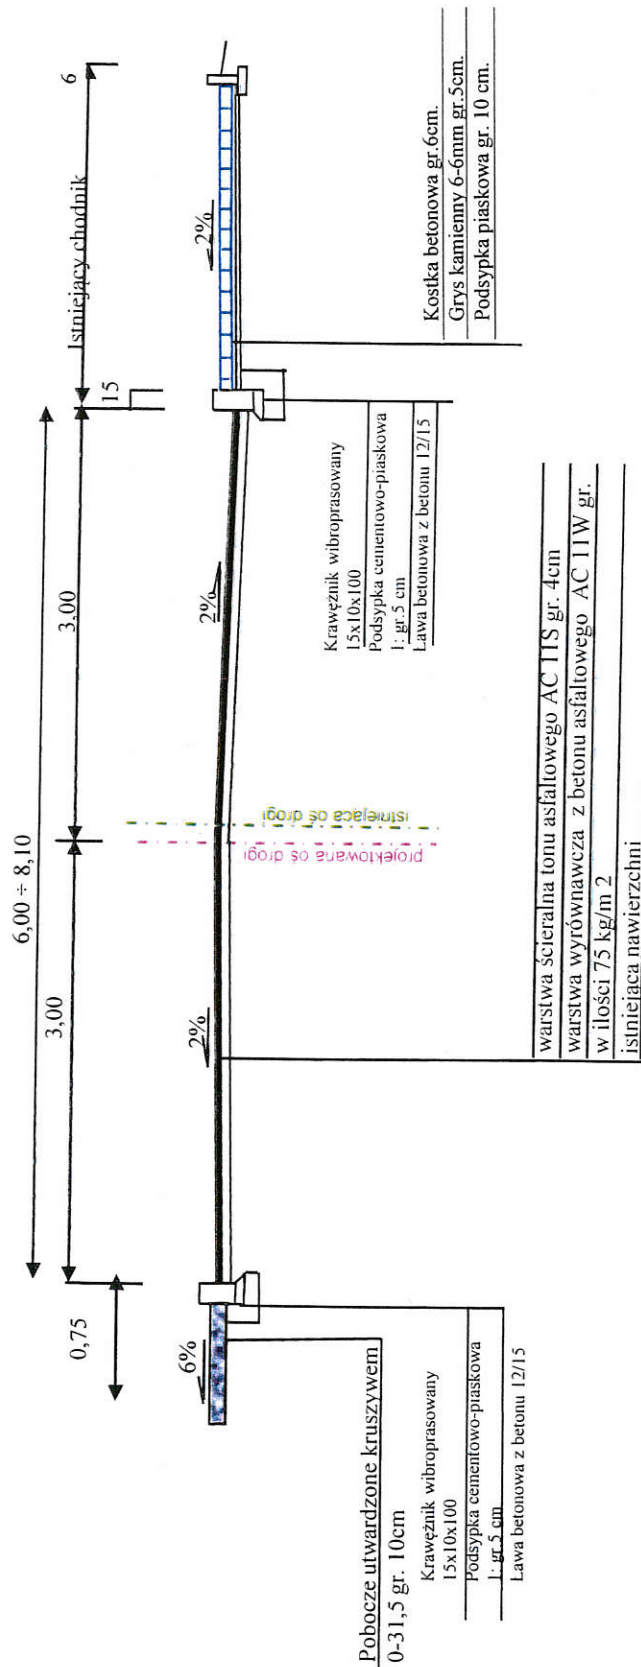 6,00 ÷ 8,10
0,75
3,00
3,00
15
Istniejący chodnik
6
6%
2%
2%
2%
projektowana oś drogi
istniejąca oś drogi
Pobocze utwardzone kruszywem
0-31,5 gr. 10cm
Krawężnik wibroprasowany
15x10x100
Podsypka cementowo-piaskowa
1: gr.5 cm
Ława betonowa z betonu 12/15
warstwa ścieralna tonu asfaltowego AC 11S gr. 4cm
warstwa wyrównawcza z betonu asfaltowego AC 11W gr.
w ilości 75 kg/m 2
istniejaca nawierzchni
Krawężnik wibroprasowany
15x10x100
Podsypka cementowo-piaskowa
1: gr.5 cm
Ława betonowa z betonu 12/15
Kostka betonowa gr.6cm.
Grys kamienny 6-6mm gr.5cm.
Podsypka piaskowa gr. 10 cm.